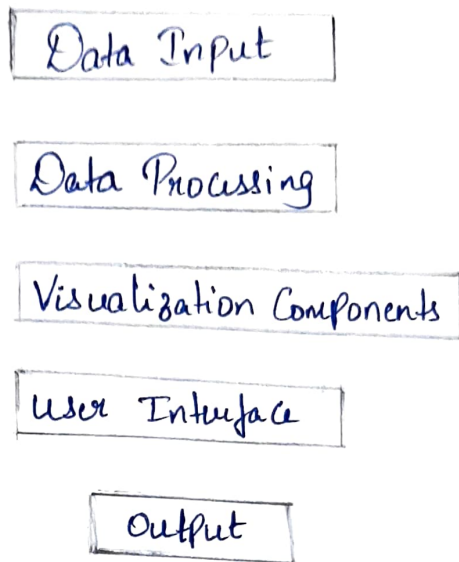 Data Input
Data Processing
Visualization Components
User Interface
Output